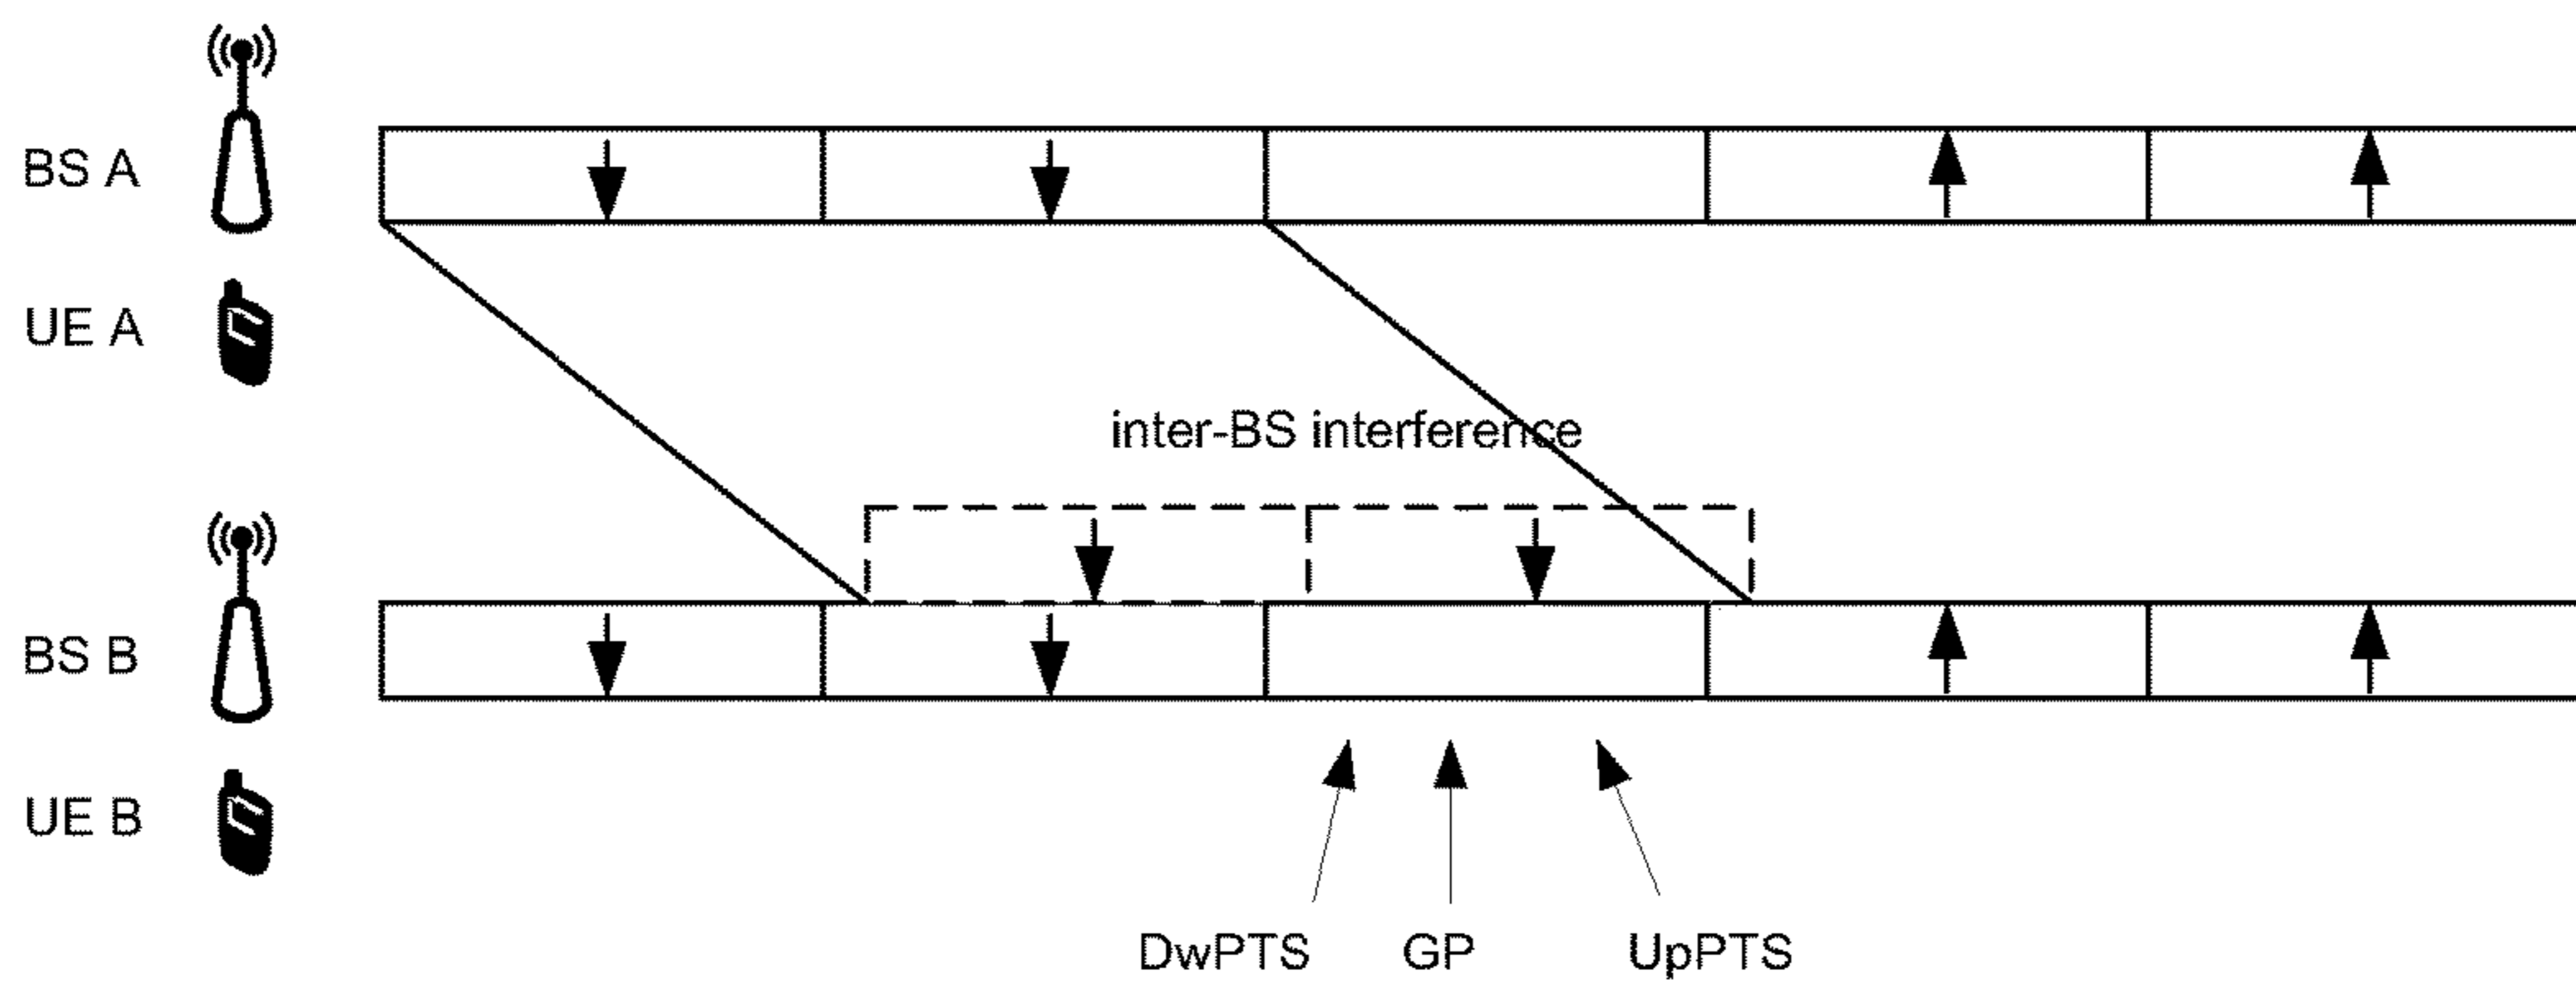 BS A
UE A
inter-BS interference
BS B
UE B
DwPTS GP UpPTS